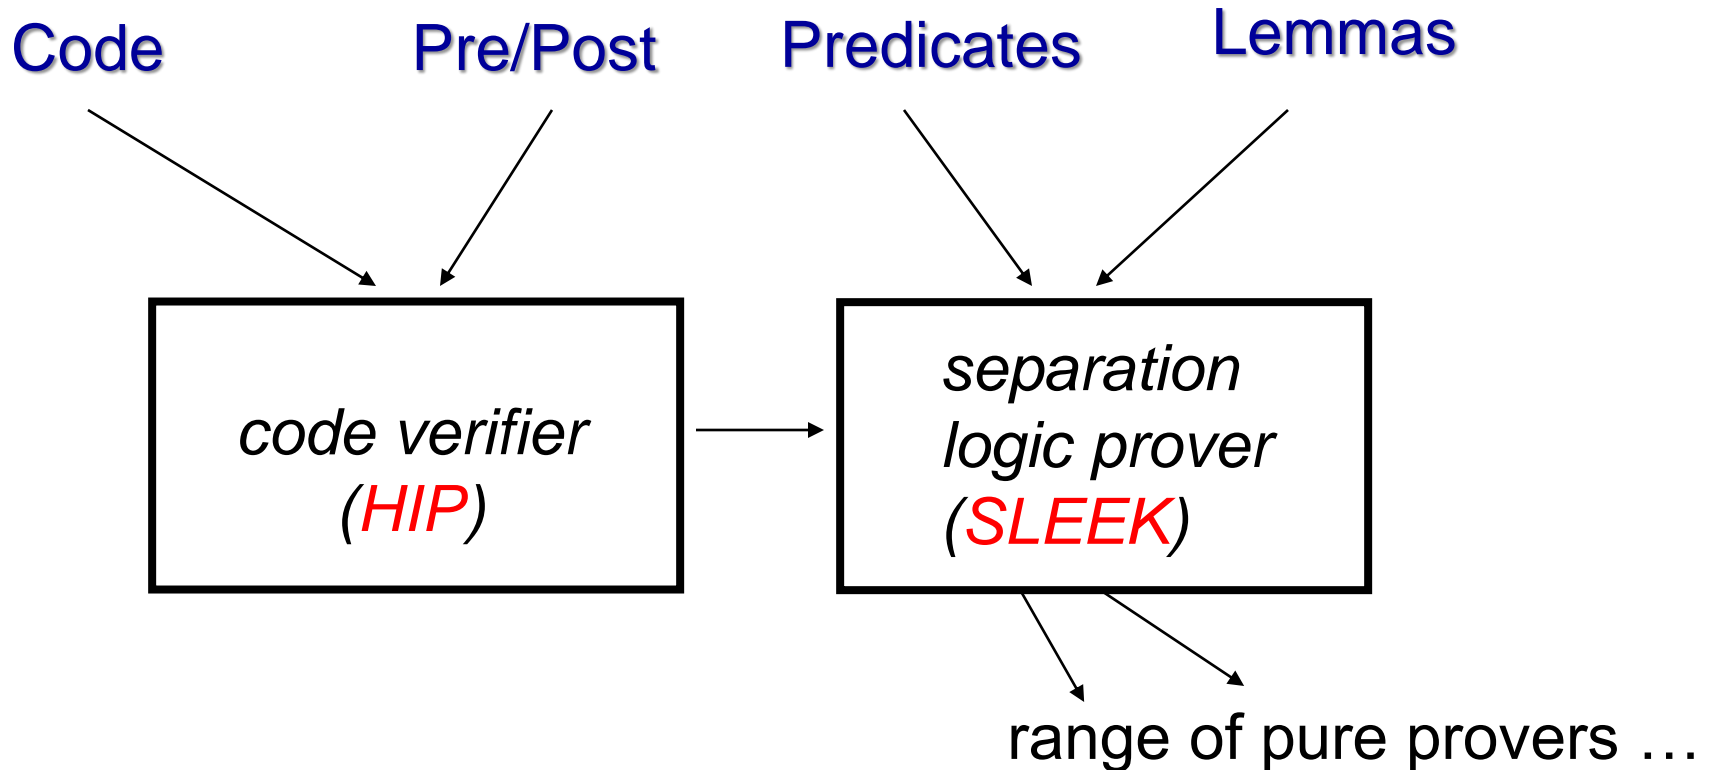 Code
Pre/Post
Predicates
Lemmas
code verifier
(HIP)
separation
logic prover
(SLEEK)
range of pure provers …